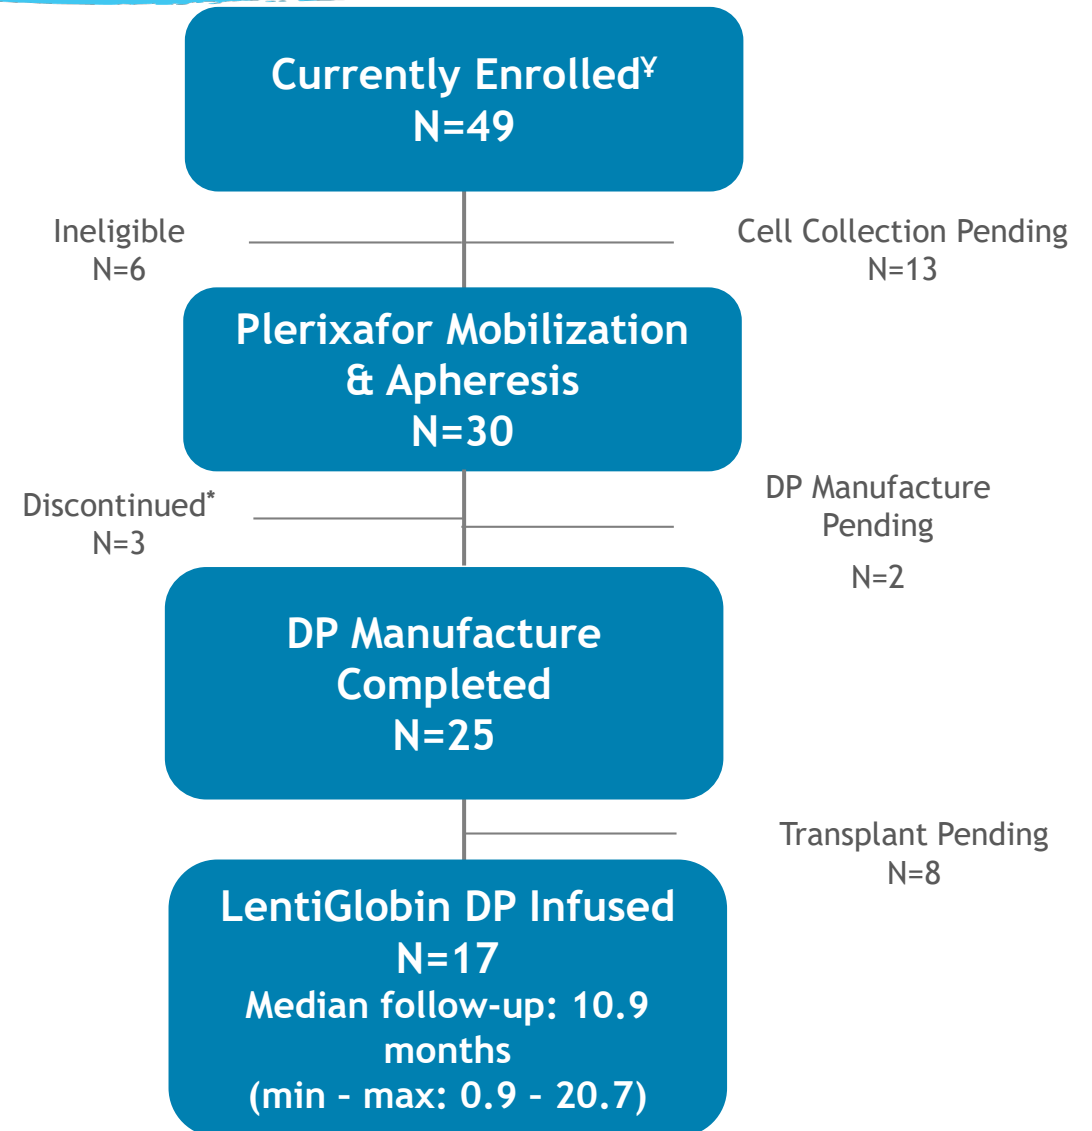 Currently Enrolled¥
N=49
Ineligible
N=6
Cell Collection Pending
N=13
Plerixafor Mobilization
& Apheresis
N=30
Discontinued*
N=3
DP Manufacture
Pending
N=2
DP Manufacture
Completed
N=25
Transplant Pending
N=8
LentiGlobin DP Infused
N=17
Median follow-up: 10.9
months
(min – max: 0.9 – 20.7)